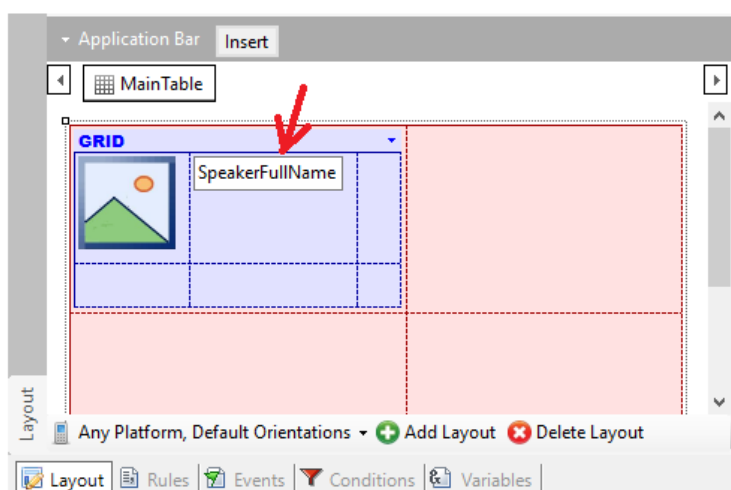 Application Bar Insert
MainTable
GRID
SpeakerFullName
Layout
Any Platform, Default Orientations Add Layout Delete Layout
Layout Rules Events Conditions Variables